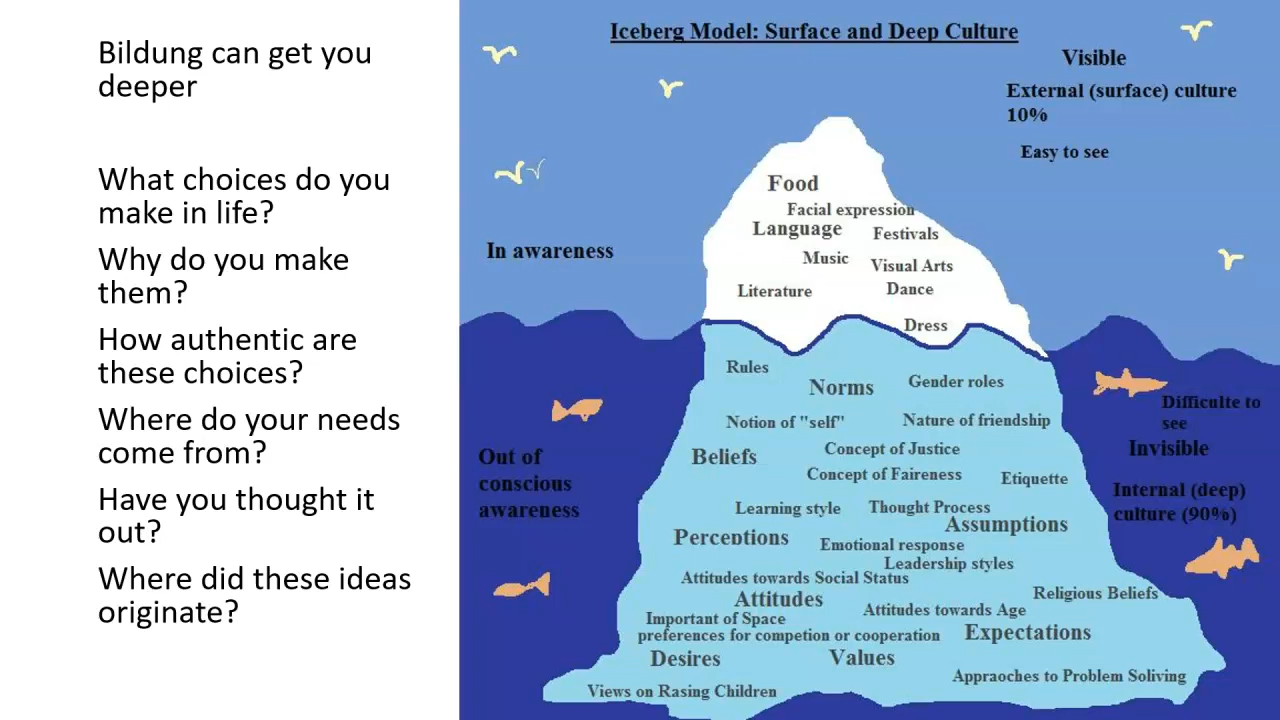 Bildung can get you
deeper
What choices do you
make in life?
Why do you make
them?
How authentic are
these choices?
Where do your needs
come from?
Have you thought it
out?
Where did these ideas
originate?
Iceberg Model: Surface and Deep Culture
Visible
External (surface) culture
10%
Easy to see
In awareness
Food
Facial expression
Language
Festivals
Music
Visual Arts
Literature
Dance
Dress
Rules
Norms
Gender roles
Notion of "self"
Nature of friendship
Beliefs
Concept of Justice
Concept of Faireness
Etiquette
Learning style
Thought Process
Assumptions
Perceptions
Emotional response
Leadership styles
Attitudes towards Social Status
Attitudes
Attitudes towards Age
Religious Beliefs
Important of Space
preferences for competion or cooperation
Expectations
Desires
Values
Appraoches to Problem Soliving
Views on Rasing Children
Out of
conscious
awareness
Difficulte to
see
Invisible
Internal (deep)
culture (90%)